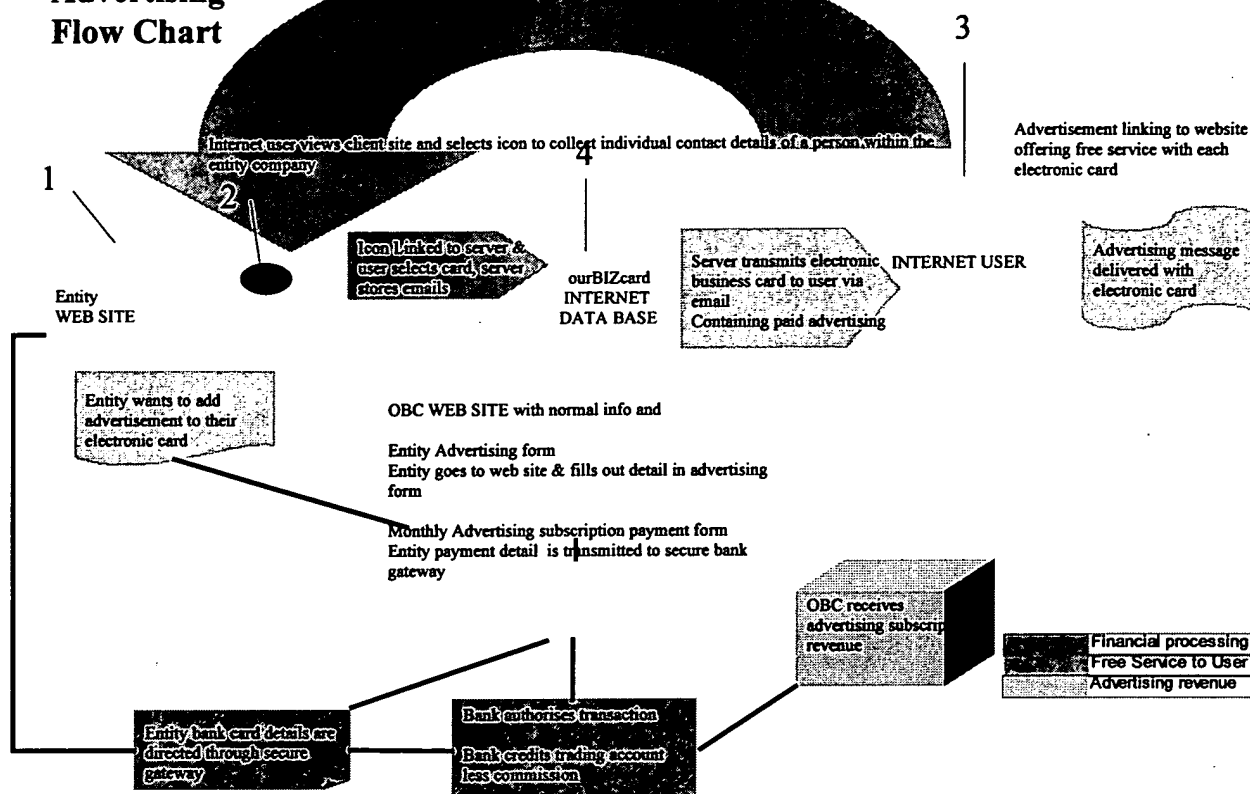 Advertising
Flow Chart
3
Internet user views client site and selects icon to collect individual contact details of a person within the
entity company
4
Advertisement linking to website
offering free service with each
electronic card
1
2
Icon Linked to server &
user selects card, server
stores emails
ourBIZcard
INTERNET
DATA BASE
Server transmits electronic
business card to user via
email
Containing paid advertising
INTERNET USER
Advertising message
delivered with
electronic card
Entity
WEB SITE
Entity wants to add
advertisement to their
electronic card
OBC WEB SITE with normal info and
Entity Advertising form
Entity goes to web site & fills out detail in advertising
form
Monthly Advertising subscription payment form
Entity payment detail is transmitted to secure bank
gateway
OBC receives
advertising subscrip
revenue
Financial processing
Free Service to User
Advertising revenue
Entity bank card details are
directed through secure
gateway
Bank authorises transaction
Bank credits trading account
less commission